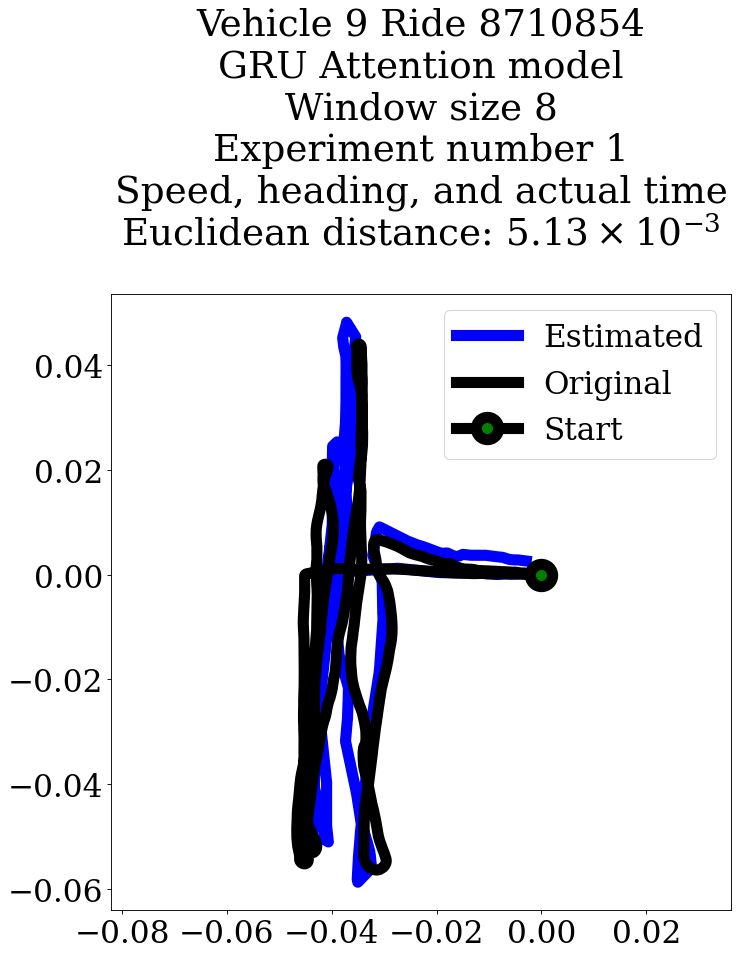 Vehicle 9 Ride 8710854
GRU Attention model
Window size 8
Experiment number 1
Speed, heading, and actual time
Euclidean distance: 5.13 × 10⁻³
Estimated
Original
Start
0.04
0.02
0.00
−0.02
−0.04
−0.06
−0.08 −0.06 −0.04 −0.02 0.00 0.02